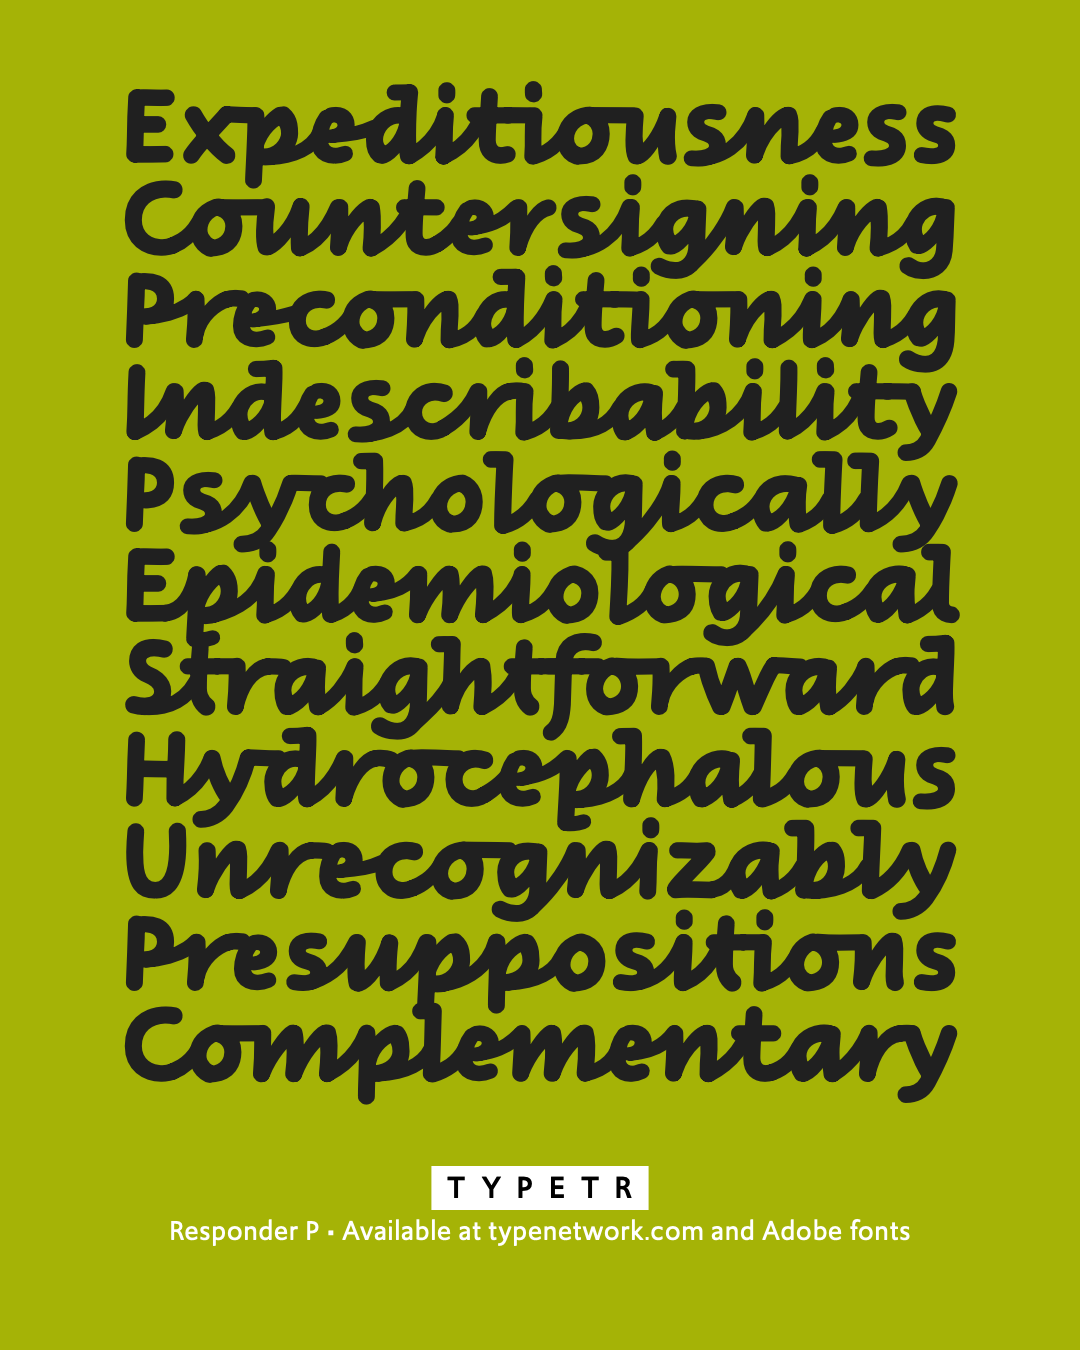 Expeditiousness
Countersigning
Preconditioning
Indescribability
Psychologically
Epidemiological
Straightforward
Hydrocephalous
Unrecognizably
Presuppositions
Complementary
TYPETR
Responder P • Available at typenetwork.com and Adobe fonts